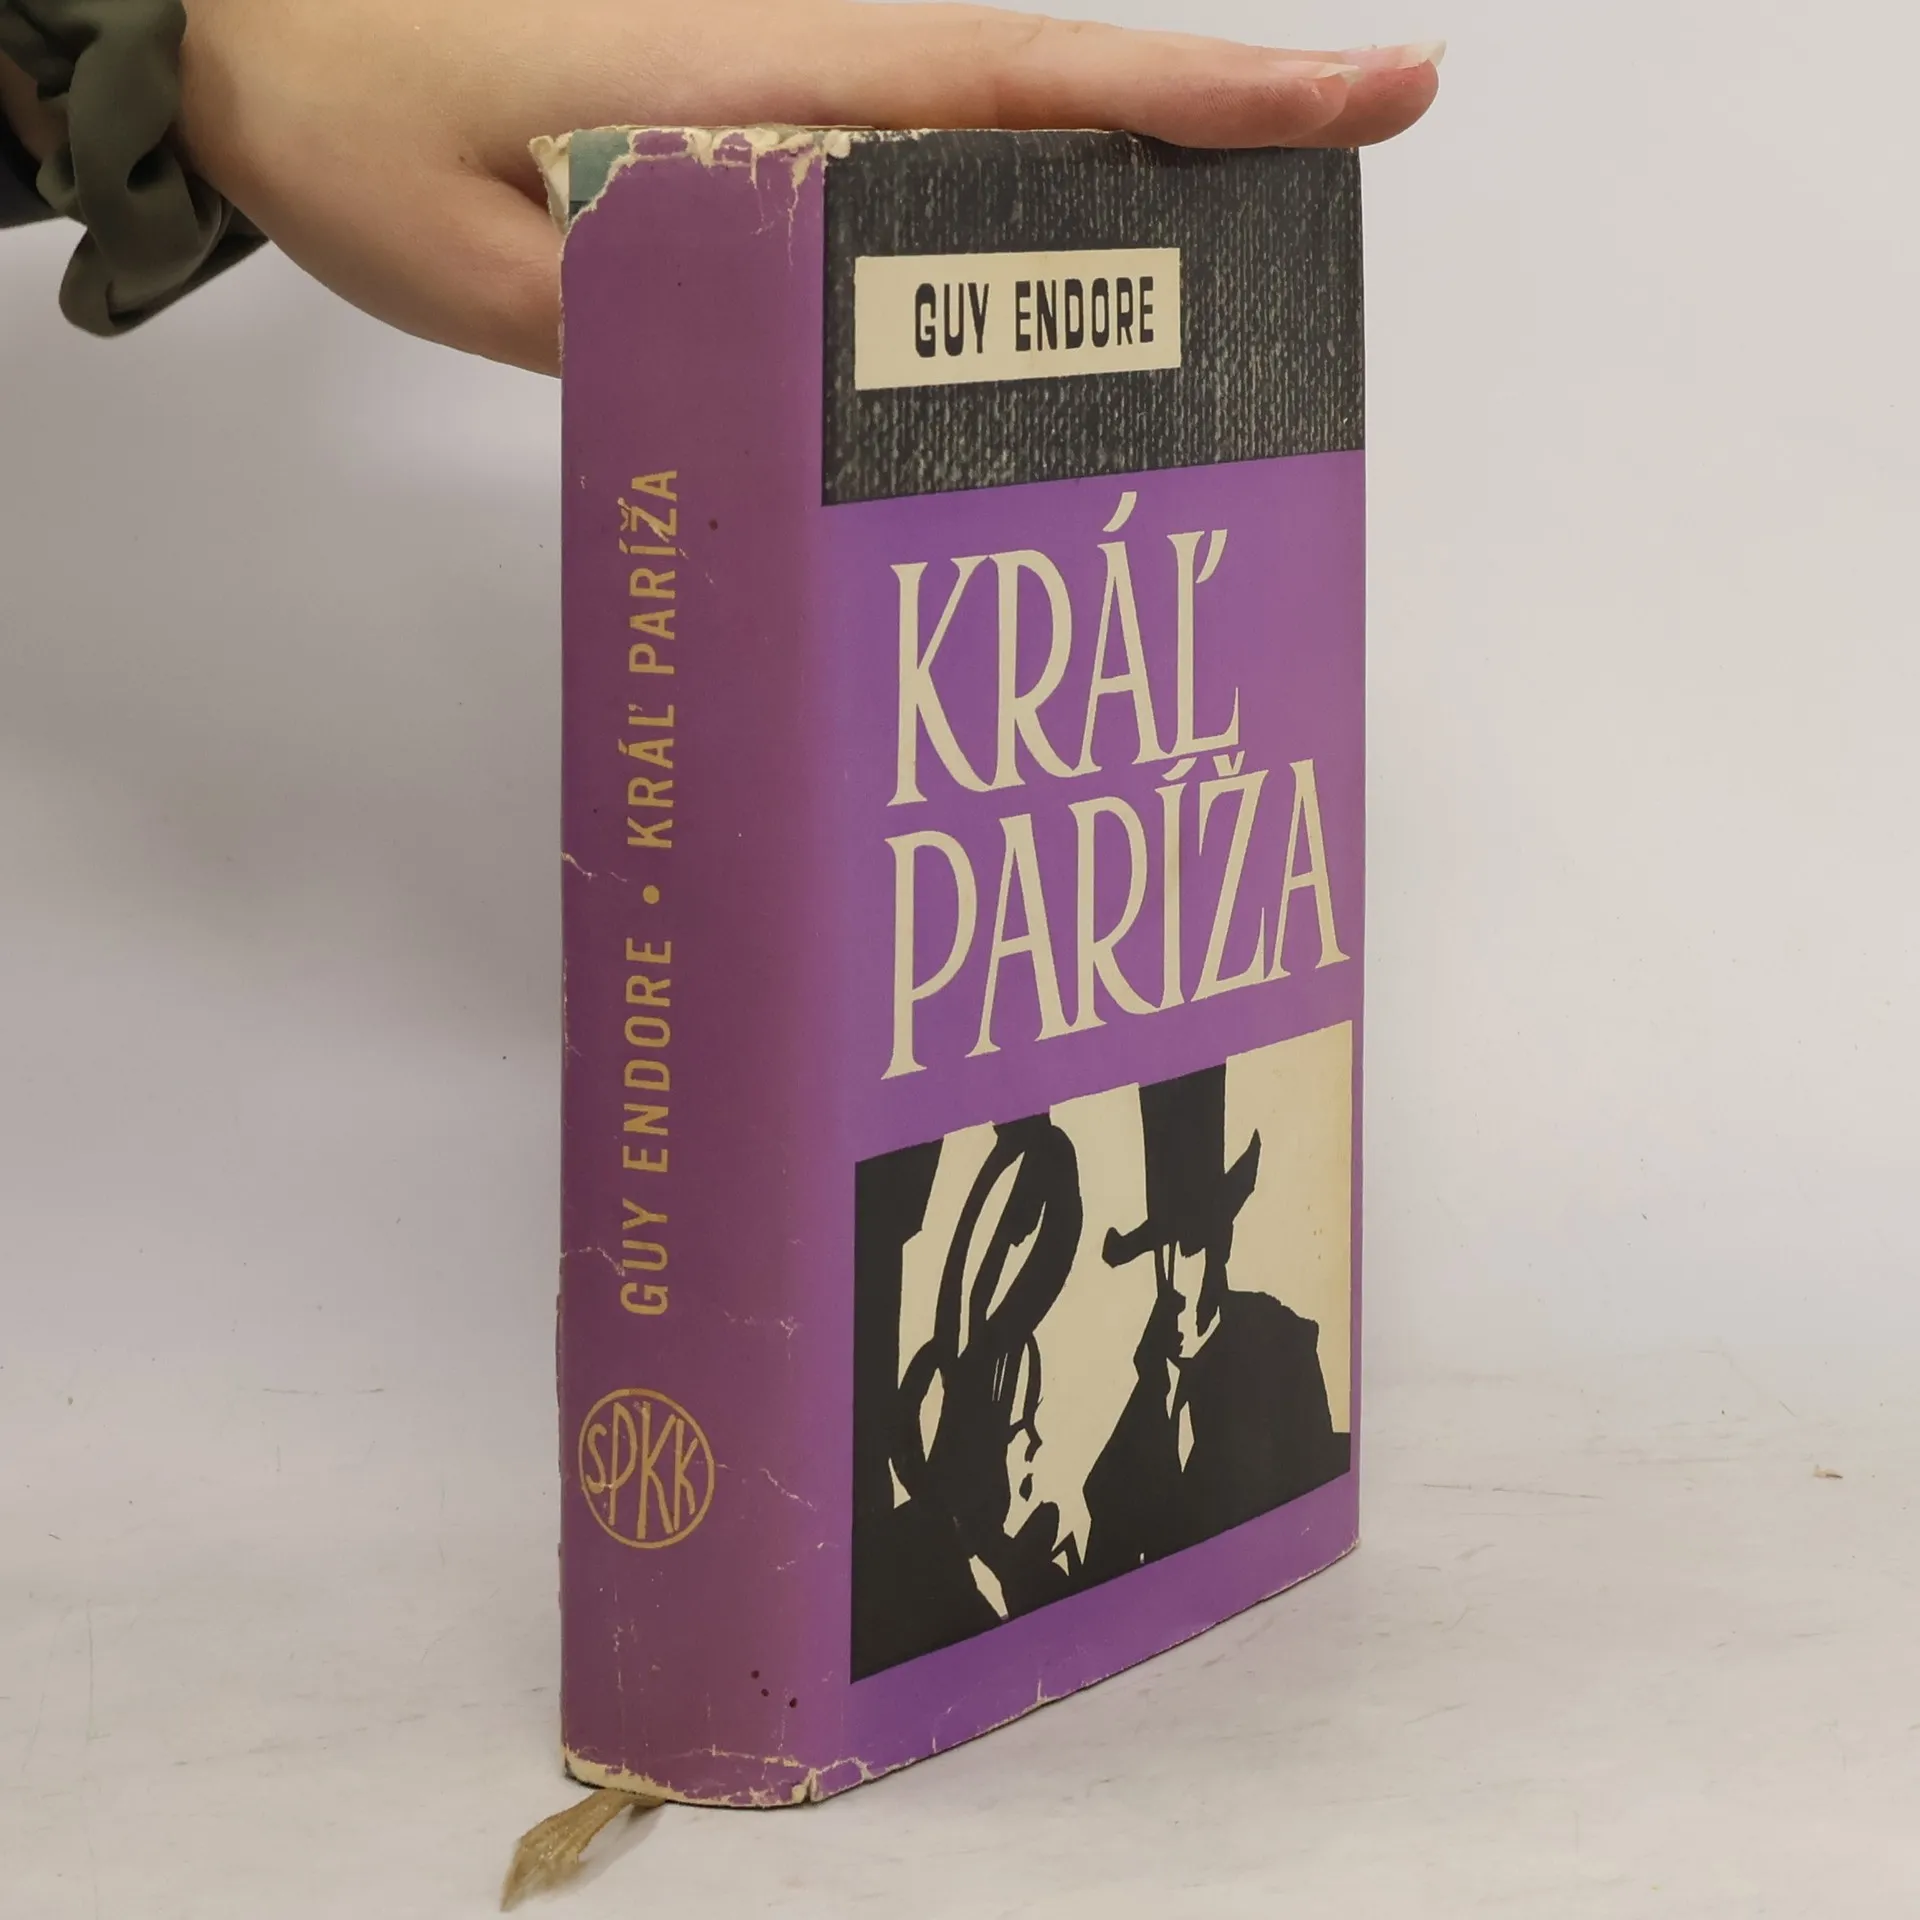 GUY ENDORE
KRÁĽ
PARÍŽA
GUY ENDORE • KRÁĽ PARÍŽA
SPKK